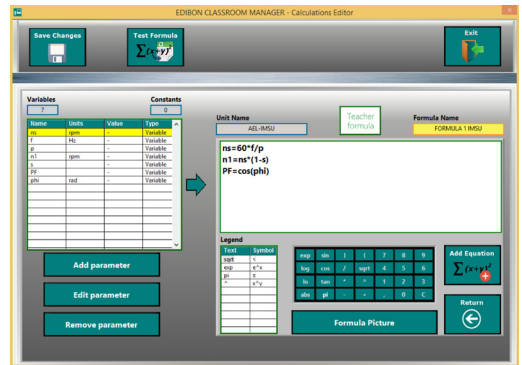 EDIBON CLASSROOM MANAGER - Calculations Editor
Save Changes
Test Formula
Σ(x+y)
Exit
Variables
Constants
7
0
Name Units Value Type
ns rpm - Variable
f Hz - Variable
p - Variable
n1 rpm - Variable
s - Variable
PF - Variable
phi rad - Variable
Add parameter
Edit parameter
Remove parameter
Unit Name
AEL-IMSU
Teacher
formula
Formula Name
FORMULA 1 IMSU
ns=60*f/p
n1=ns*(1-s)
PF=cos(phi)
Legend
Text Symbol
sqrt √
exp e^x
pi π
^ x^y
exp sin ) ( 7 8 9
log cos / sqrt 4 5 6
ln tan * ^ 1 2 3
abs pi - + , 0 C
Formula Picture
Add Equation
Σ(x+y)
Return